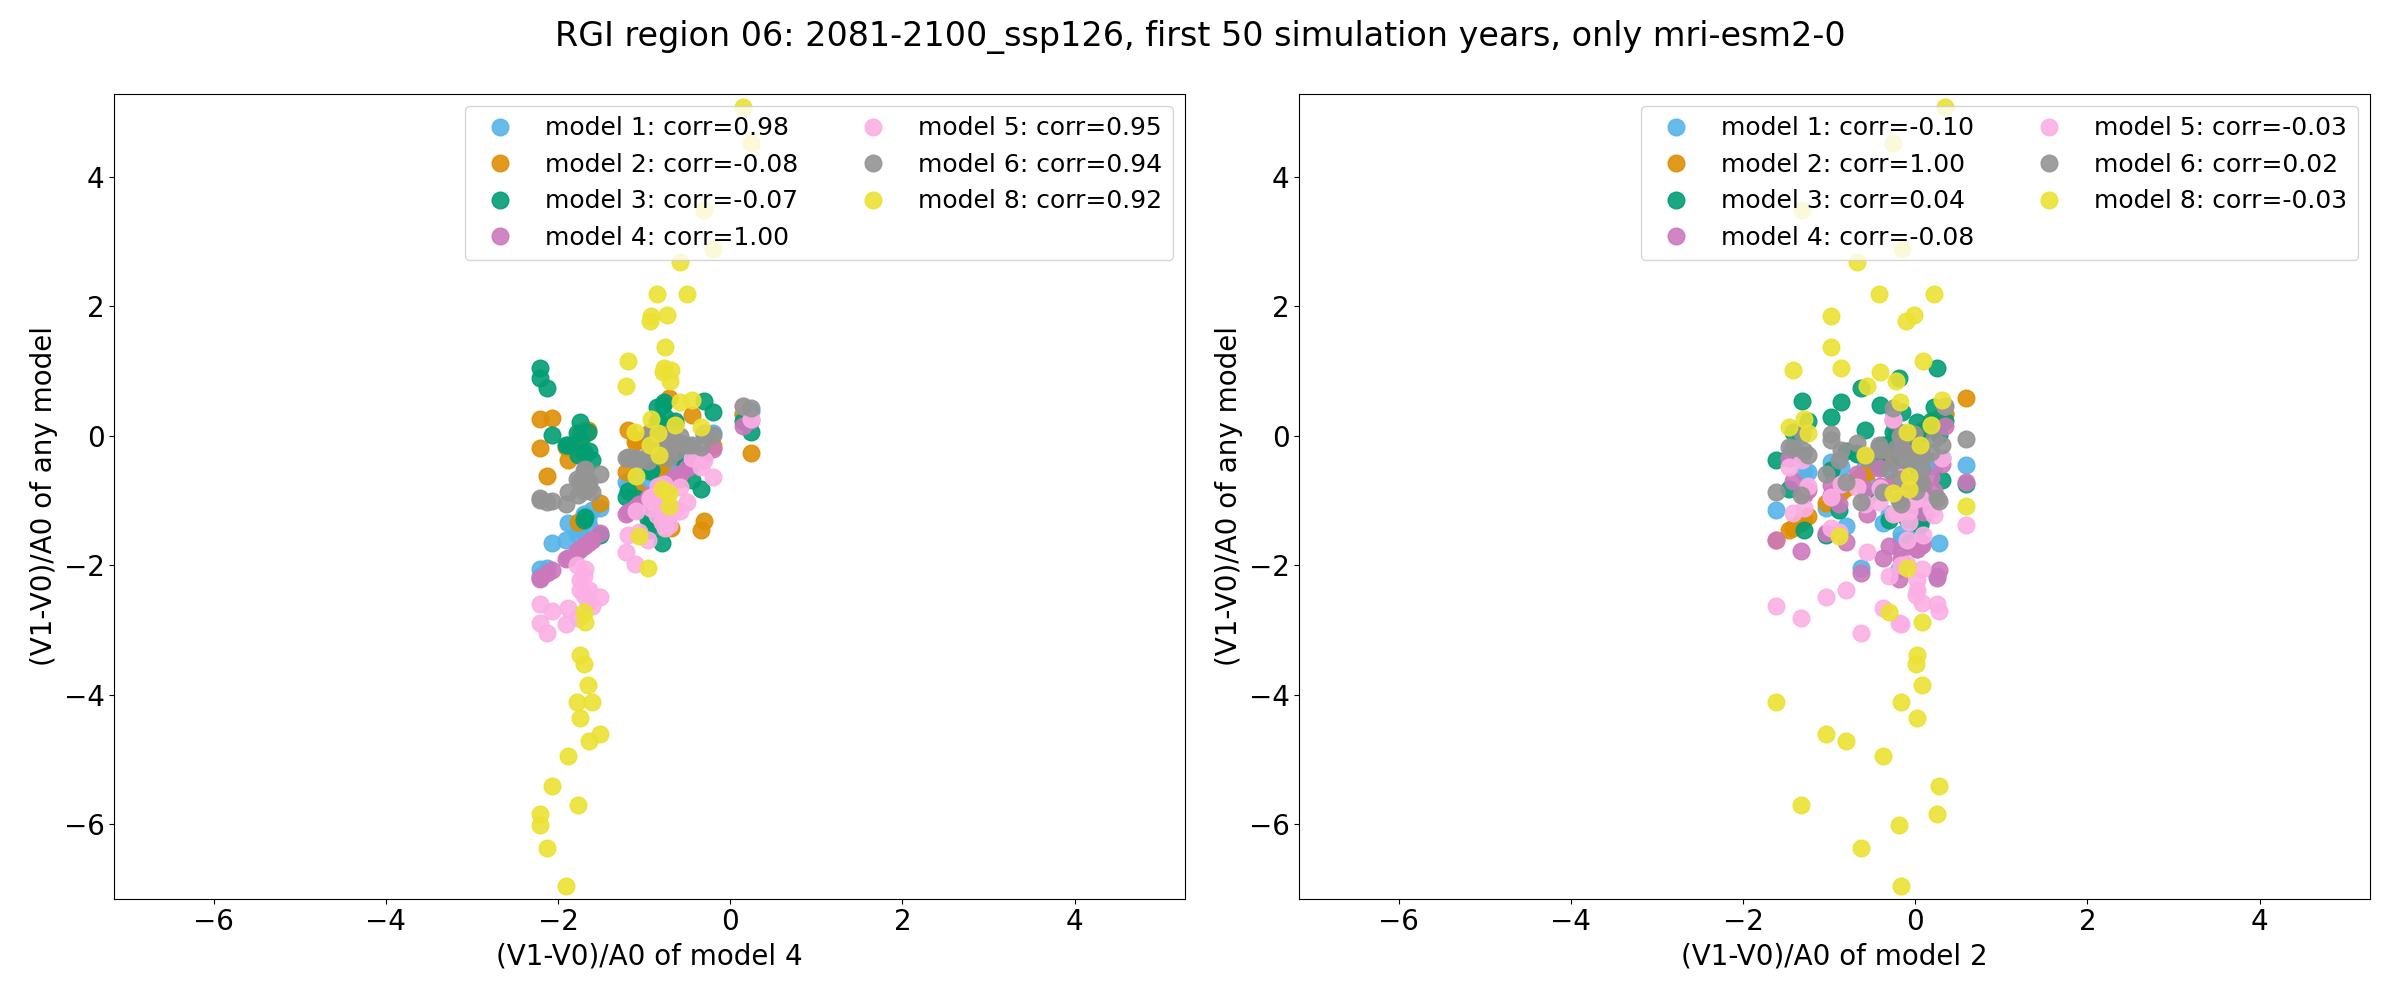 RGI region 06: 2081-2100_ssp126, first 50 simulation years, only mri-esm2-0
model 1: corr=0.98
model 2: corr=-0.08
model 3: corr=-0.07
model 4: corr=1.00
model 5: corr=0.95
model 6: corr=0.94
model 8: corr=0.92
4
2
0
−2
−4
−6
(V1-V0)/A0 of any model
−6
−4
−2
0
2
4
(V1-V0)/A0 of model 4
model 1: corr=-0.10
model 2: corr=1.00
model 3: corr=0.04
model 4: corr=-0.08
model 5: corr=-0.03
model 6: corr=0.02
model 8: corr=-0.03
4
2
0
−2
−4
−6
(V1-V0)/A0 of any model
−6
−4
−2
0
2
4
(V1-V0)/A0 of model 2